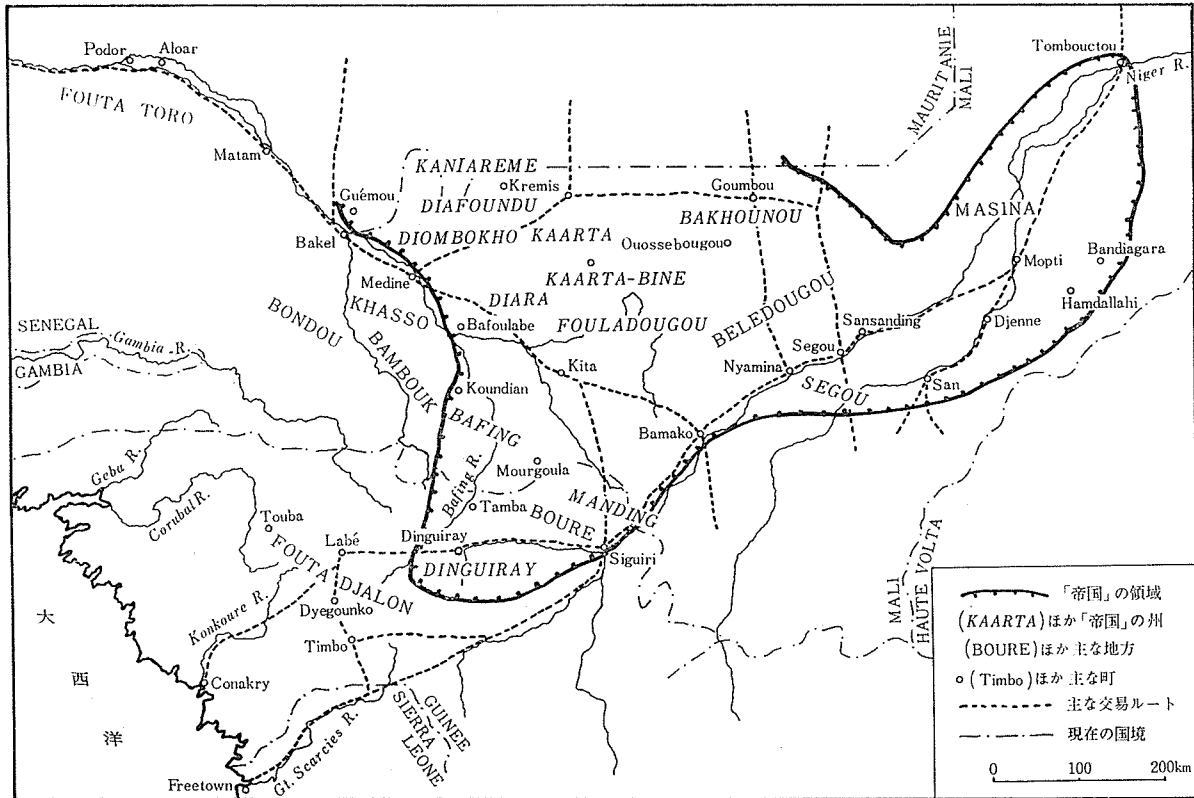 Podor
Aloar
FOUTA TORO
Matam
MAURITANIE
MALI
Tombouctou
Niger R.
KANIAREME
Guémou
Kremis
DIAFOUNDU
Goumbou
BAKHOUNOU
MASINA
Bakel
DIOMBOKHO
KAARTA
Ouossebougou
KAARTA-BINE
Mopti
Bandiagara
Medine
DIARA
Hamdallahi
KHASSO
BONDOU
Bafoulabe
FOULADOUGOU
BELEDOUGOU
Sansanding
Djenne
SENEGAL
Gambia R.
GAMBIA
BAMBOUK
Kita
Segou
Nyamina
SEGOU
San
Koundian
BAFING
Bamako
Geba R.
Mourgoula
Bafing R.
Corubal R.
Tamba
MANDING
BOURE
Touba
Labé
Dinguiray
Siguiri
FOUTA DJALON
DINGUIRAY
Dyegounko
Konkoure R.
Timbo
Conakry
GUINEE
SIERRA LEONE
Gt. Scarcies R.
Freetown
大西洋
MALI
HAUTE VOLTA
「帝国」の領域
(KAARTA)ほか「帝国」の州
(BOURE)ほか主な地方
(Timbo)ほか主な町
主な交易ルート
現在の国境
0 100 200km